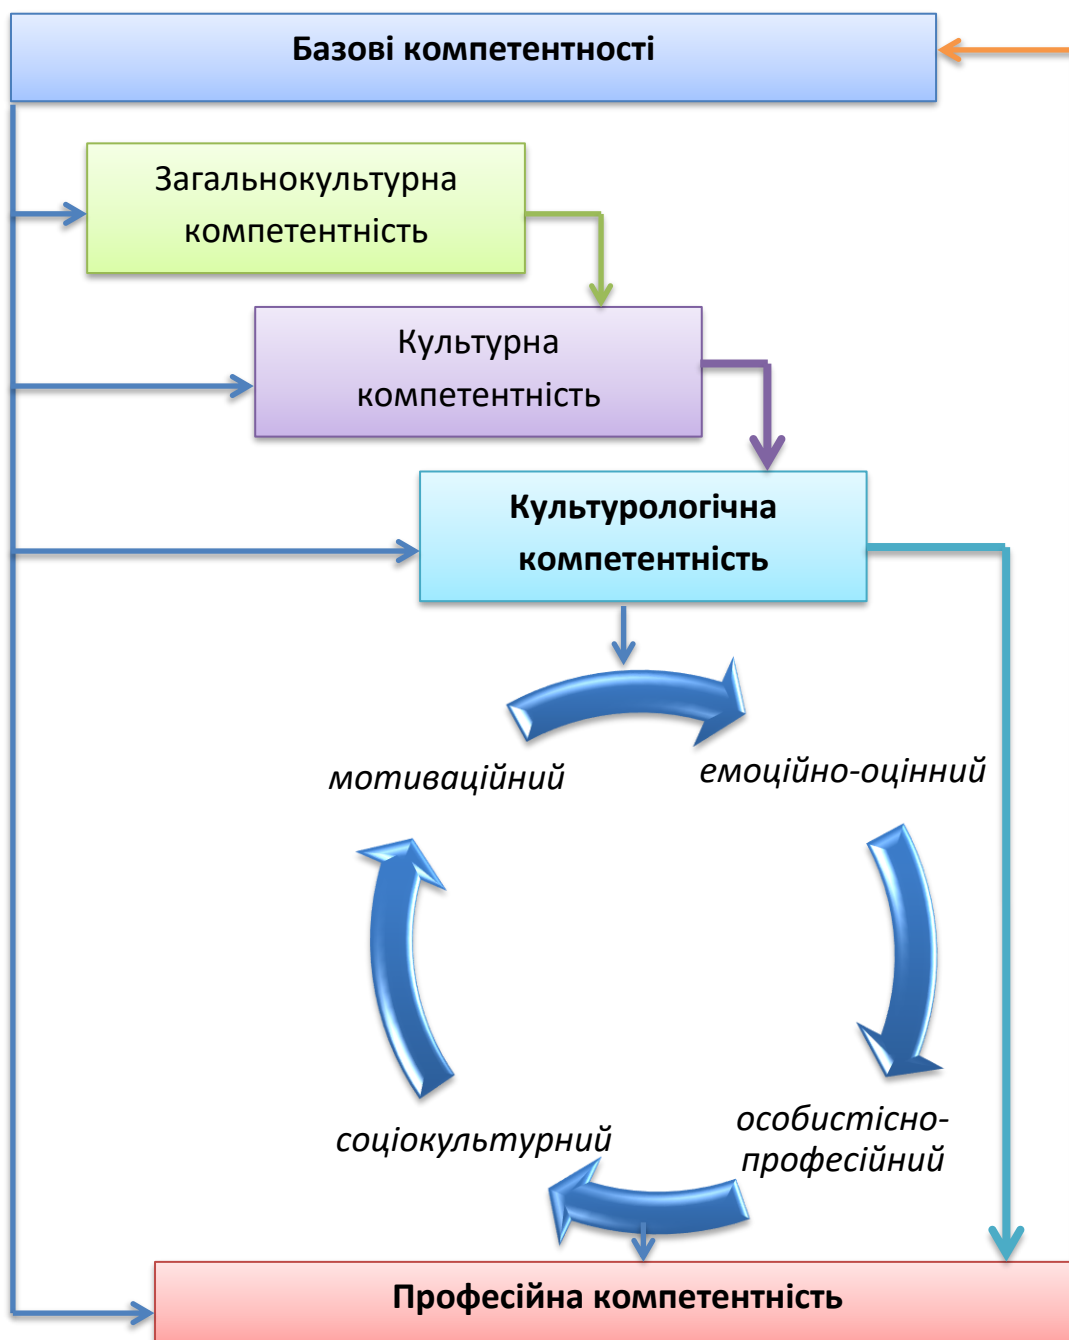 Базові компетентності
Загальнокультурна
компетентність
Культурна
компетентність
Культурологічна
компетентність
мотиваційний
емоційно-оцінний
соціокультурний
особистісно-
професійний
Професійна компетентність